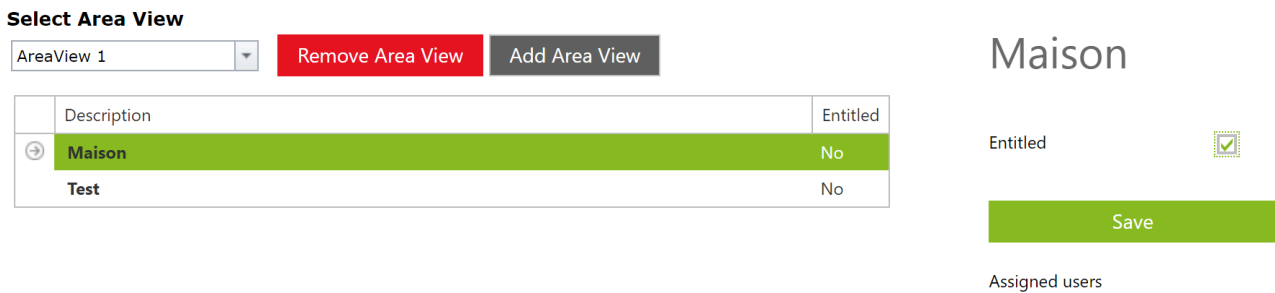 Select Area View
AreaView 1
Remove Area View
Add Area View
Description Entitled
Maison No
Test No
Maison
Entitled
Save
Assigned users